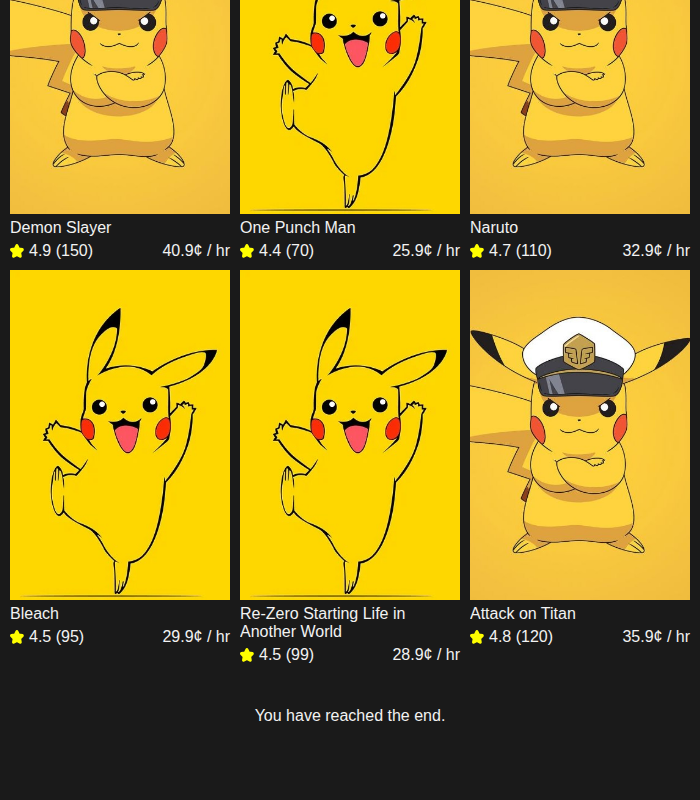 Demon Slayer
4.9 (150) 40.9¢ / hr
One Punch Man
4.4 (70) 25.9¢ / hr
Naruto
4.7 (110) 32.9¢ / hr
Bleach
4.5 (95) 29.9¢ / hr
Re-Zero Starting Life in
Another World
4.5 (99) 28.9¢ / hr
Attack on Titan
4.8 (120) 35.9¢ / hr
You have reached the end.